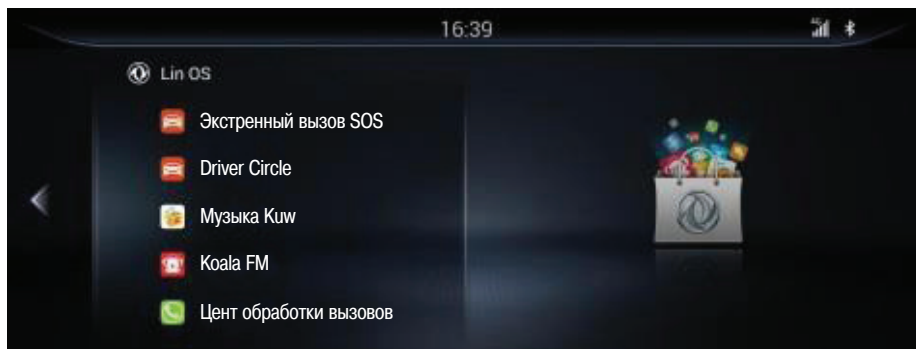 16:39
Lin OS
Экстренный вызов SOS
Driver Circle
Музыка Kuw
Koala FM
Цент обработки вызовов